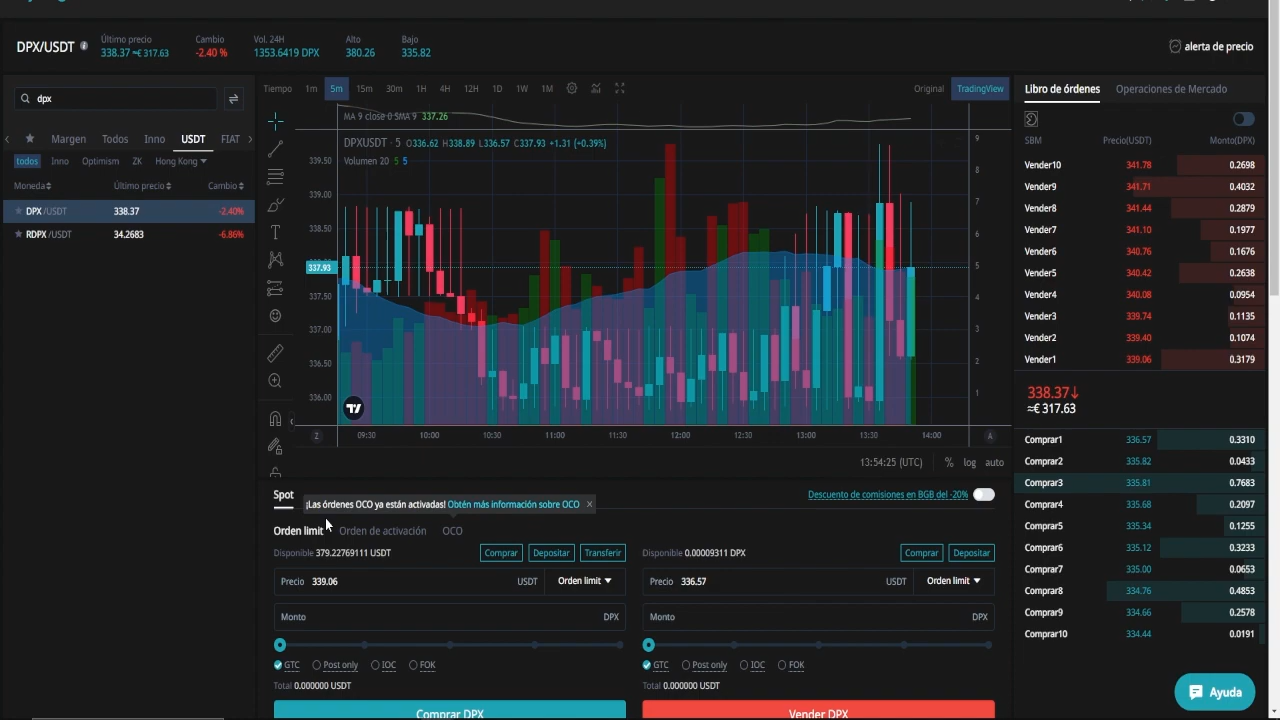 DPX/USDT
Último precio
338.37 ≈€ 317.63
Cambio
-2.40 %
Vol. 24H
1353.6419 DPX
Alto
380.26
Bajo
335.82
alerta de precio
dpx
Margen Todos Inno USDT FIAT
todos Inno Optimism ZK Hong Kong
Moneda Último precio Cambio
DPX /USDT 338.37 -2.40%
RDPX /USDT 34.2683 -6.86%
Tiempo 1m 5m 15m 30m 1H 4H 12H 1D 1W 1M
Original TradingView
MA 9 close 0 SMA 9 337.26
DPXUSDT · 5 O336.62 H338.89 L336.57 C337.93 +1.31 (+0.39%)
Volumen 20 5 5
339.50
339.00
338.50
337.93
337.50
337.00
336.50
336.00
9
8
7
6
5
4
3
2
1
Z 09:30 10:00 10:30 11:00 11:30 12:00 12:30 13:00 13:30 14:00 A
13:54:25 (UTC) % log auto
Spot
¡Las órdenes OCO ya están activadas! Obtén más información sobre OCO
Descuento de comisiones en BGB del -20%
Orden limit Orden de activación OCO
Disponible 379.22769111 USDT Comprar Depositar Transferir
Precio 339.06 USDT Orden limit
Monto DPX
GTC Post only IOC FOK
Total 0.000000 USDT
Comprar DPX
Disponible 0.00009311 DPX Comprar Depositar
Precio 336.57 USDT Orden limit
Monto DPX
GTC Post only IOC FOK
Total 0.000000 USDT
Vender DPX
Libro de órdenes Operaciones de Mercado
SBM Precio(USDT) Monto(DPX)
Vender10 341.78 0.2698
Vender9 341.71 0.4032
Vender8 341.44 0.2879
Vender7 341.10 0.1977
Vender6 340.76 0.1676
Vender5 340.42 0.2638
Vender4 340.08 0.0954
Vender3 339.74 0.1135
Vender2 339.40 0.1074
Vender1 339.06 0.3179
338.37↓
≈€ 317.63
Comprar1 336.57 0.3310
Comprar2 335.82 0.0433
Comprar3 335.81 0.7683
Comprar4 335.68 0.2097
Comprar5 335.34 0.1255
Comprar6 335.12 0.3233
Comprar7 335.00 0.0653
Comprar8 334.76 0.4853
Comprar9 334.66 0.2578
Comprar10 334.44 0.0191
Ayuda